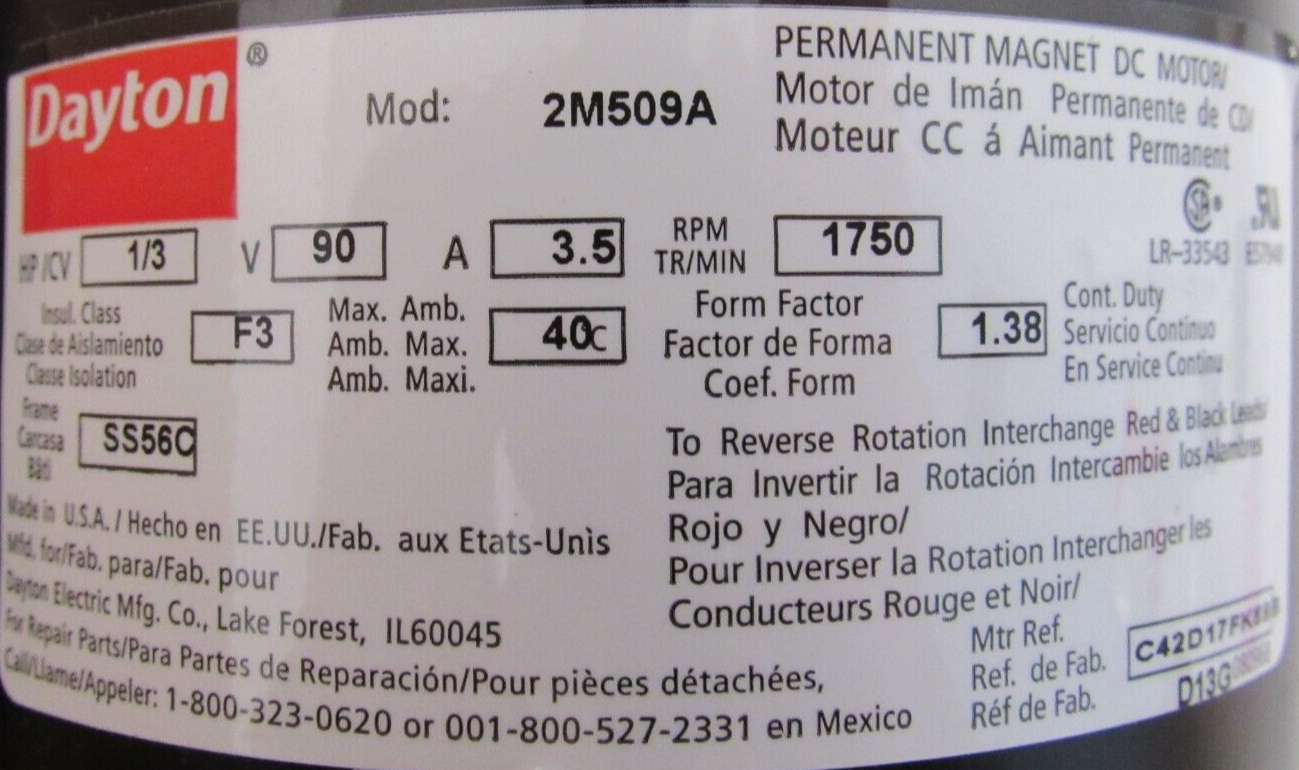 Dayton®
Mod: 2M509A
PERMANENT MAGNET DC MOTOR/
Motor de Imán Permanente de CD/
Moteur CC á Aimant Permanent
LR-33543
HP/CV 1/3 V 90 A 3.5 RPM TR/MIN 1750
Insul. Class
Clase de Aislamiento
Classe Isolation
F3
Max. Amb.
Amb. Max.
Amb. Maxi.
40C
Form Factor
Factor de Forma
Coef. Form
1.38
Cont. Duty
Servicio Continuo
En Service Continu
Frame
Carcasa
Bâti
SS56C
To Reverse Rotation Interchange Red & Black Leads/
Para Invertir la Rotación Intercambie los Alambres
Rojo y Negro/
Pour Inverser la Rotation Interchanger les
Conducteurs Rouge et Noir/
Made in U.S.A. / Hecho en EE.UU./Fab. aux Etats-Unìs
Mfd. for/Fab. para/Fab. pour
Dayton Electric Mfg. Co., Lake Forest, IL60045
For Repair Parts/Para Partes de Reparación/Pour pièces détachées,
Call/Llame/Appeler: 1-800-323-0620 or 001-800-527-2331 en Mexico
Mtr Ref.
Ref. de Fab.
Réf de Fab.